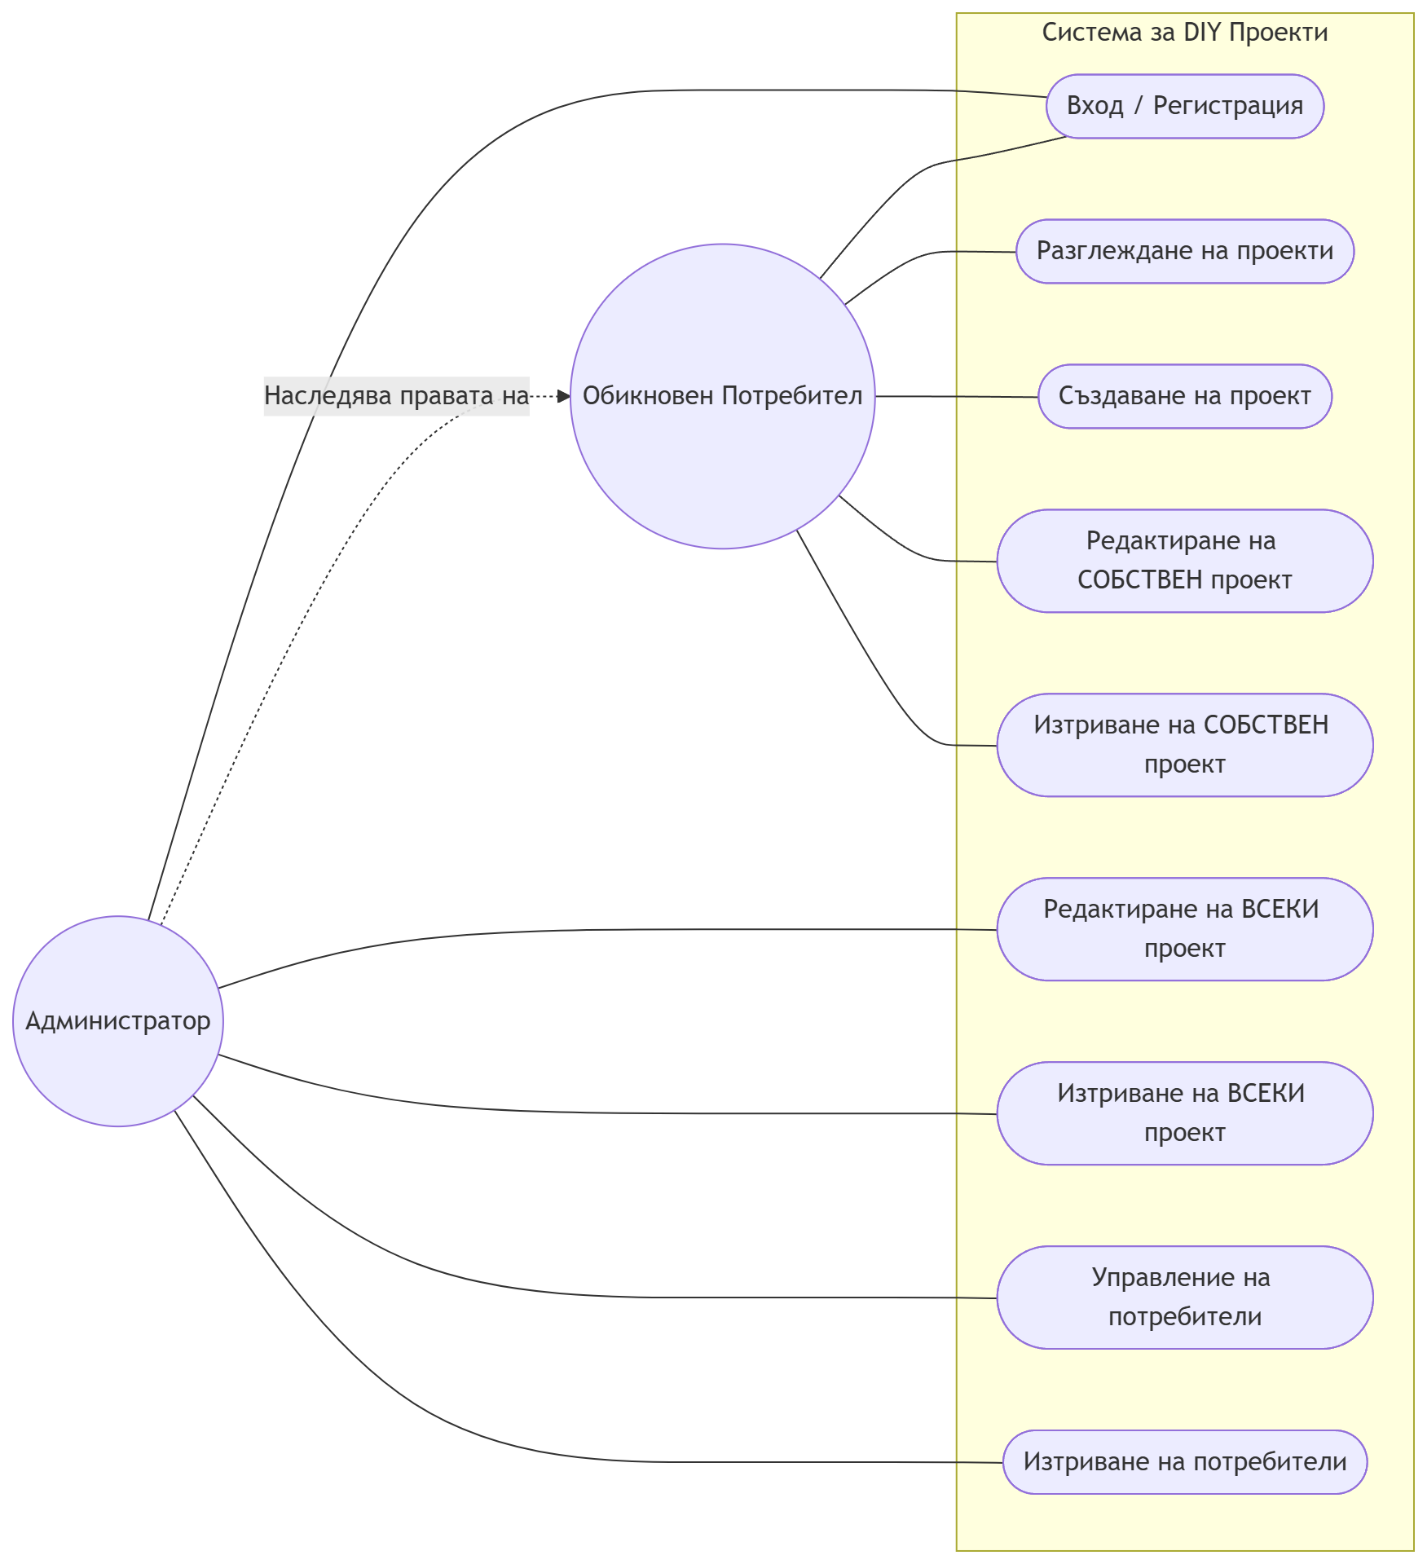 Система за DIY Проекти
Вход / Регистрация
Разглеждане на проекти
Наследява правата на
Обикновен Потребител
Създаване на проект
Редактиране на
СОБСТВЕН проект
Изтриване на СОБСТВЕН
проект
Редактиране на ВСЕКИ
проект
Администратор
Изтриване на ВСЕКИ
проект
Управление на
потребители
Изтриване на потребители